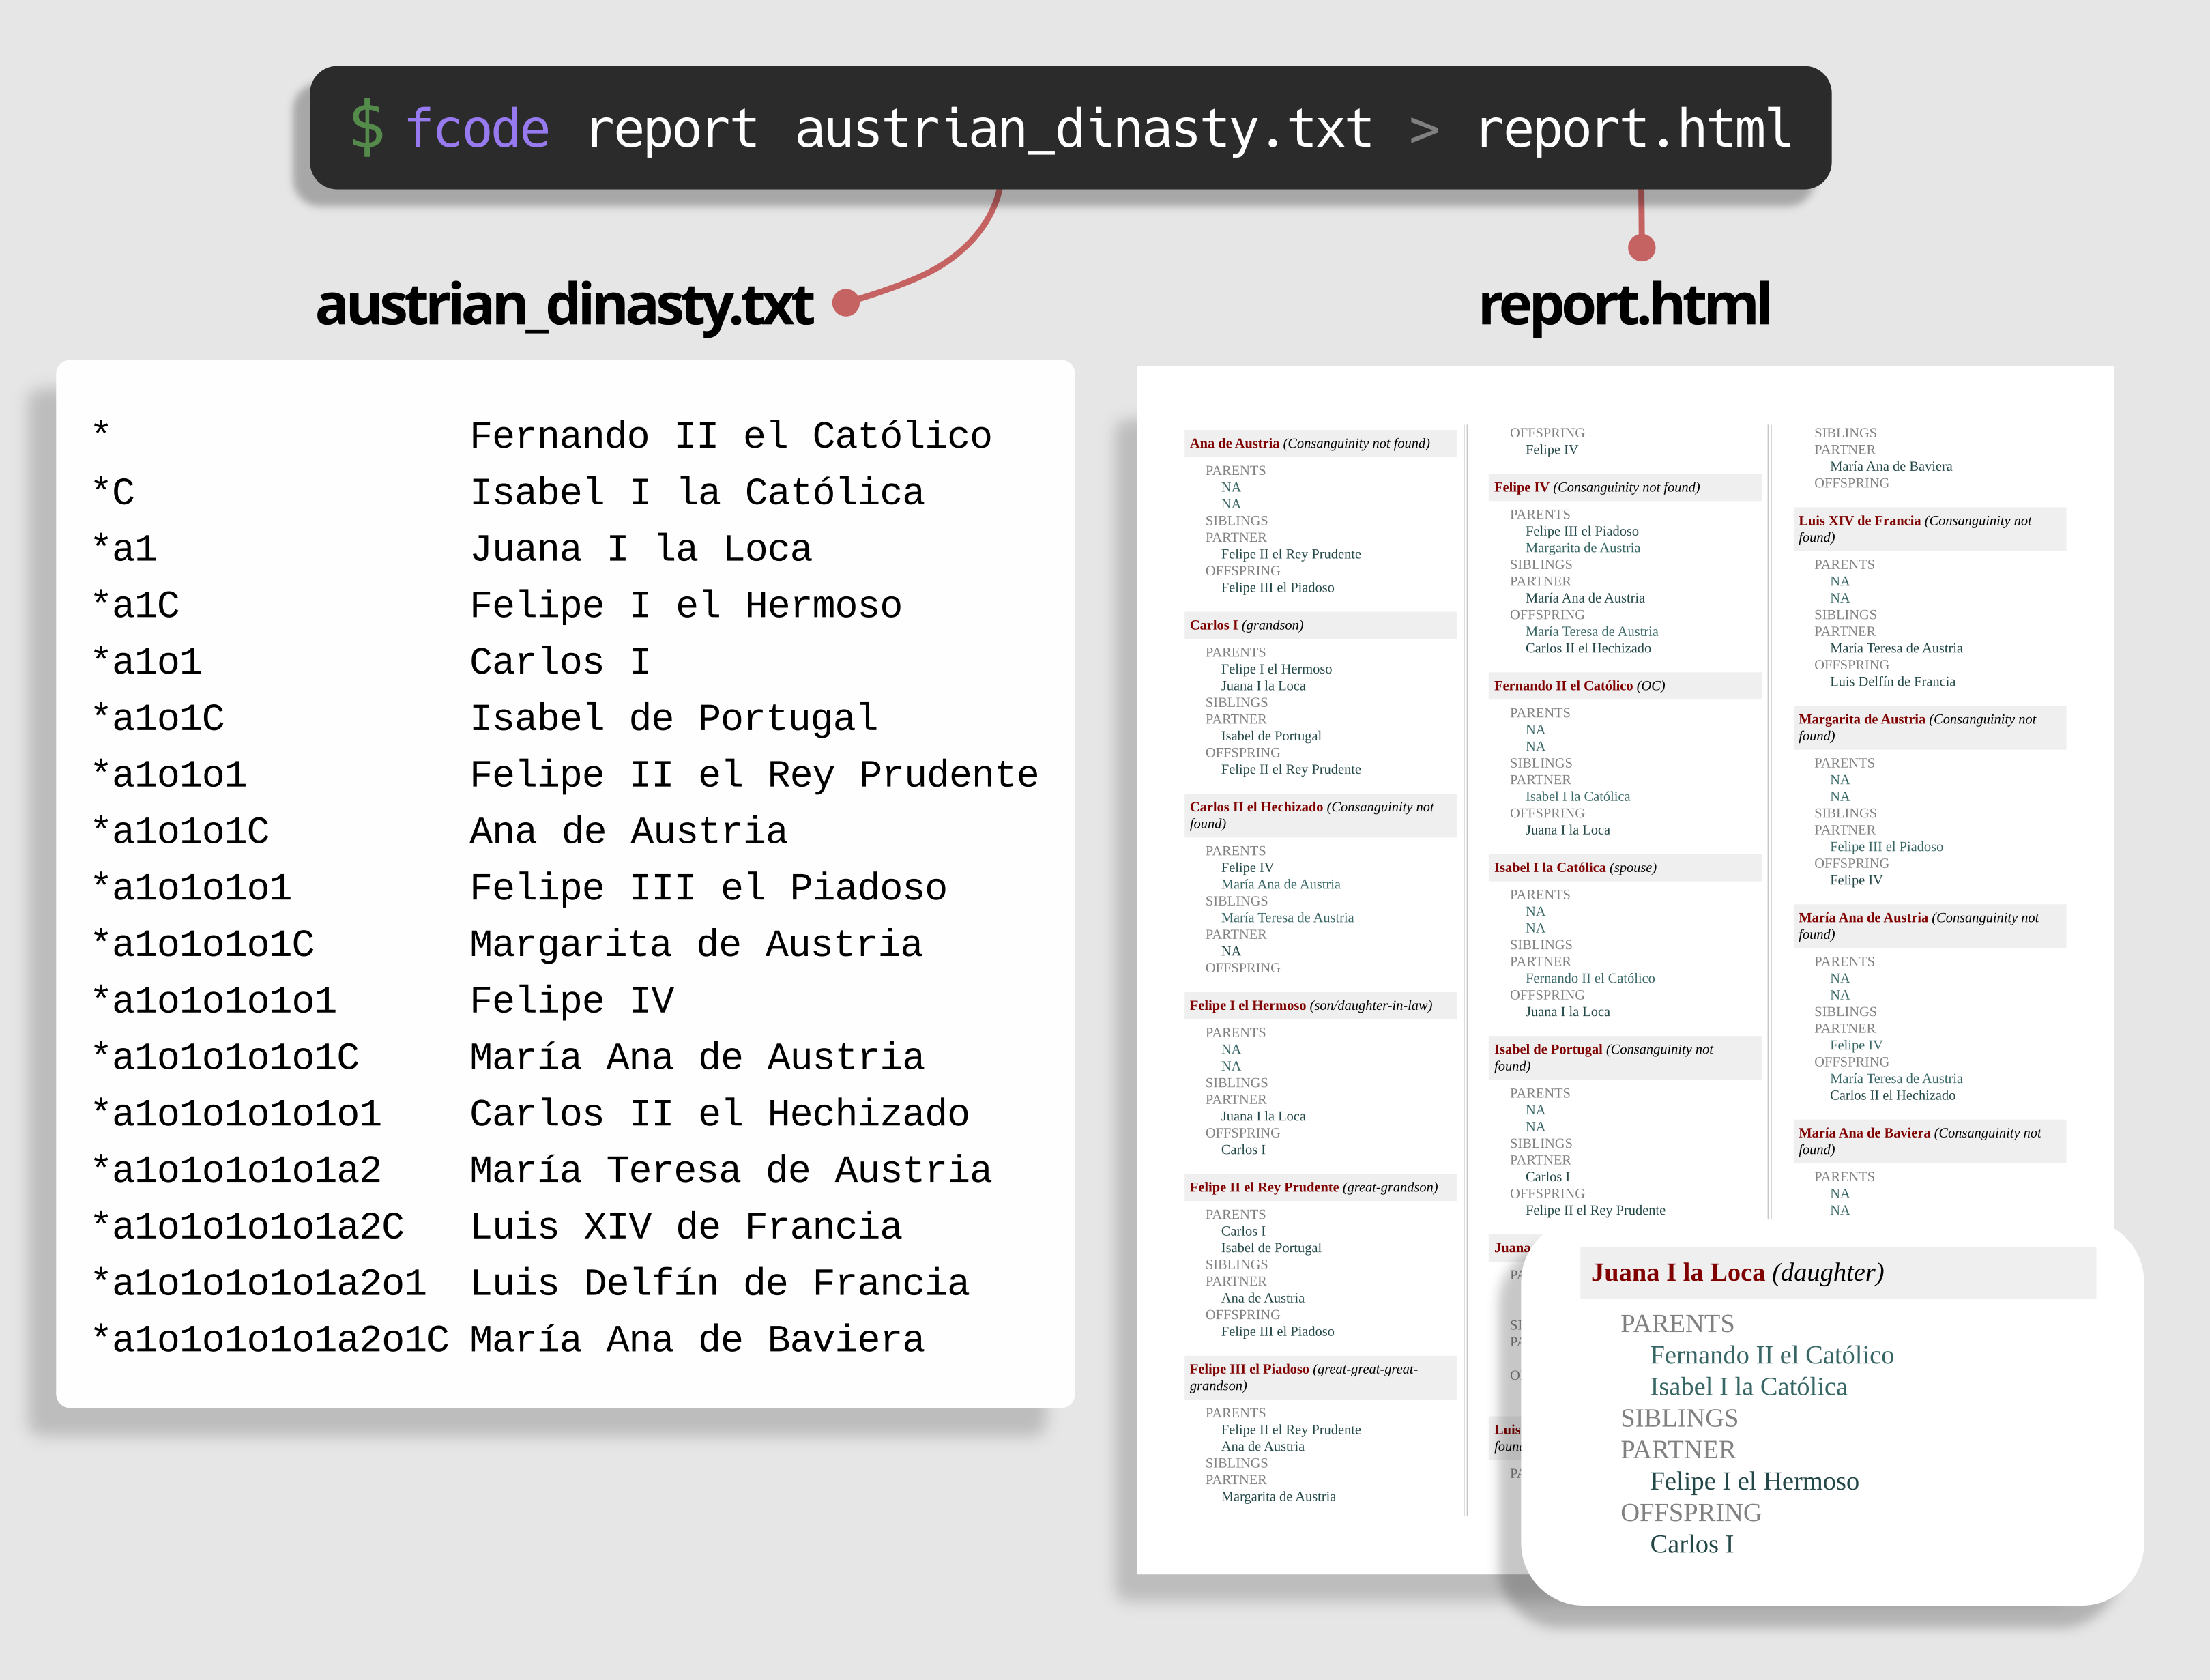 $ fcode report austrian_dinasty.txt > report.html
austrian_dinasty.txt
* Fernando II el Católico
*C Isabel I la Católica
*a1 Juana I la Loca
*a1C Felipe I el Hermoso
*a1o1 Carlos I
*a1o1C Isabel de Portugal
*a1o1o1 Felipe II el Rey Prudente
*a1o1o1C Ana de Austria
*a1o1o1o1 Felipe III el Piadoso
*a1o1o1o1C Margarita de Austria
*a1o1o1o1o1 Felipe IV
*a1o1o1o1o1C María Ana de Austria
*a1o1o1o1o1o1 Carlos II el Hechizado
*a1o1o1o1o1a2 María Teresa de Austria
*a1o1o1o1o1a2C Luis XIV de Francia
*a1o1o1o1o1a2o1 Luis Delfín de Francia
*a1o1o1o1o1a2o1C María Ana de Baviera
report.html
Ana de Austria (Consanguinity not found)
PARENTS
NA
NA
SIBLINGS
PARTNER
Felipe II el Rey Prudente
OFFSPRING
Felipe III el Piadoso
Carlos I (grandson)
PARENTS
Felipe I el Hermoso
Juana I la Loca
SIBLINGS
PARTNER
Isabel de Portugal
OFFSPRING
Felipe II el Rey Prudente
Carlos II el Hechizado (Consanguinity not
found)
PARENTS
Felipe IV
María Ana de Austria
SIBLINGS
María Teresa de Austria
PARTNER
NA
OFFSPRING
Felipe I el Hermoso (son/daughter-in-law)
PARENTS
NA
NA
SIBLINGS
PARTNER
Juana I la Loca
OFFSPRING
Carlos I
Felipe II el Rey Prudente (great-grandson)
PARENTS
Carlos I
Isabel de Portugal
SIBLINGS
PARTNER
Ana de Austria
OFFSPRING
Felipe III el Piadoso
Felipe III el Piadoso (great-great-great-
grandson)
PARENTS
Felipe II el Rey Prudente
Ana de Austria
SIBLINGS
PARTNER
Margarita de Austria
OFFSPRING
Felipe IV
Felipe IV (Consanguinity not found)
PARENTS
Felipe III el Piadoso
Margarita de Austria
SIBLINGS
PARTNER
María Ana de Austria
OFFSPRING
María Teresa de Austria
Carlos II el Hechizado
Fernando II el Católico (OC)
PARENTS
NA
NA
SIBLINGS
PARTNER
Isabel I la Católica
OFFSPRING
Juana I la Loca
Isabel I la Católica (spouse)
PARENTS
NA
NA
SIBLINGS
PARTNER
Fernando II el Católico
OFFSPRING
Juana I la Loca
Isabel de Portugal (Consanguinity not
found)
PARENTS
NA
NA
SIBLINGS
PARTNER
Carlos I
OFFSPRING
Felipe II el Rey Prudente
Juana
Luis
SIBLINGS
PARTNER
María Ana de Baviera
OFFSPRING
Luis XIV de Francia (Consanguinity not
found)
PARENTS
NA
NA
SIBLINGS
PARTNER
María Teresa de Austria
OFFSPRING
Luis Delfín de Francia
Margarita de Austria (Consanguinity not
found)
PARENTS
NA
NA
SIBLINGS
PARTNER
Felipe III el Piadoso
OFFSPRING
Felipe IV
María Ana de Austria (Consanguinity not
found)
PARENTS
NA
NA
SIBLINGS
PARTNER
Felipe IV
OFFSPRING
María Teresa de Austria
Carlos II el Hechizado
María Ana de Baviera (Consanguinity not
found)
PARENTS
NA
NA
Juana I la Loca (daughter)
PARENTS
Fernando II el Católico
Isabel I la Católica
SIBLINGS
PARTNER
Felipe I el Hermoso
OFFSPRING
Carlos I